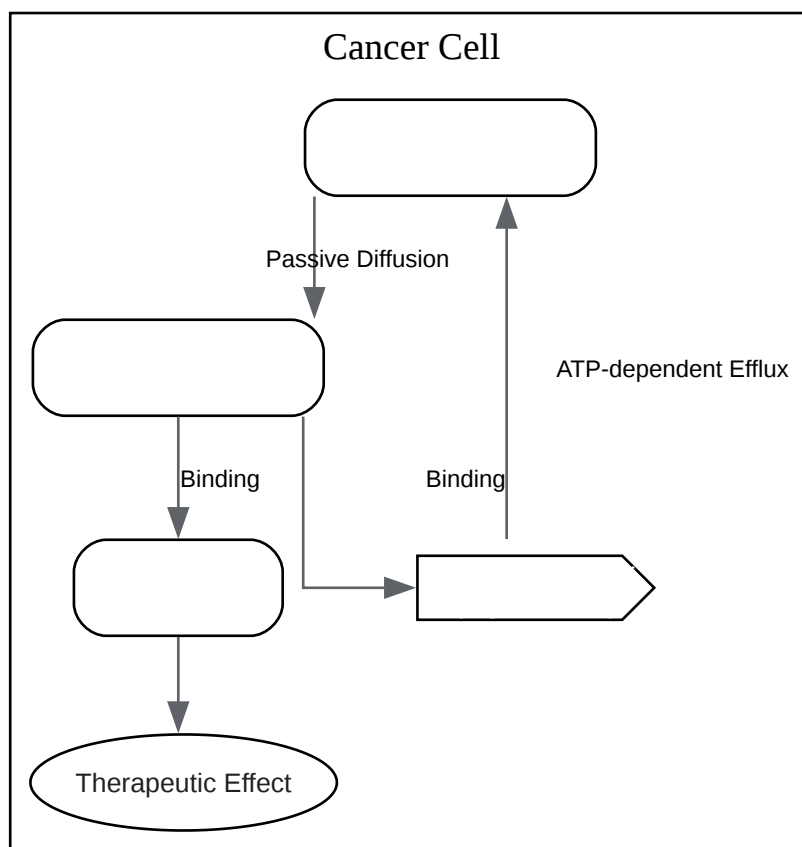 Cancer Cell
Passive Diffusion
ATP-dependent Efflux
Binding
Binding
Therapeutic Effect